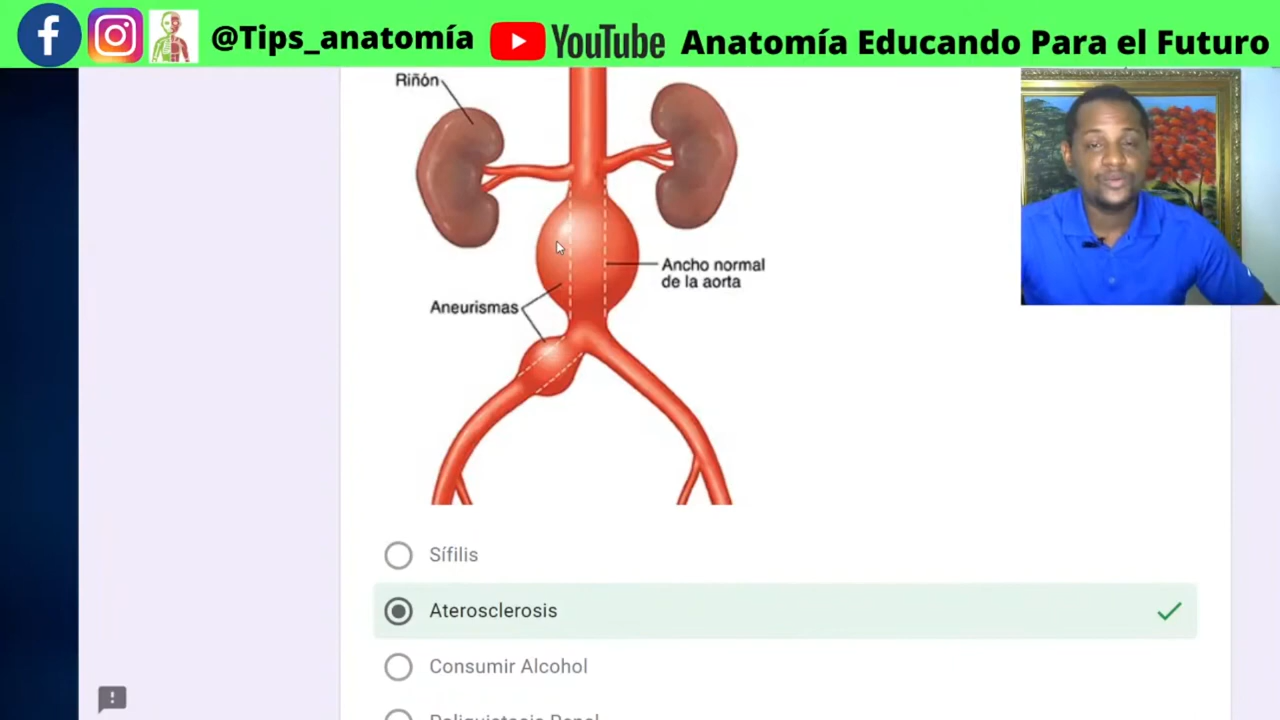 @Tips_anatomía YouTube Anatomía Educando Para el Futuro
Riñón
Ancho normal
de la aorta
Aneurismas
Sífilis
Aterosclerosis
Consumir Alcohol